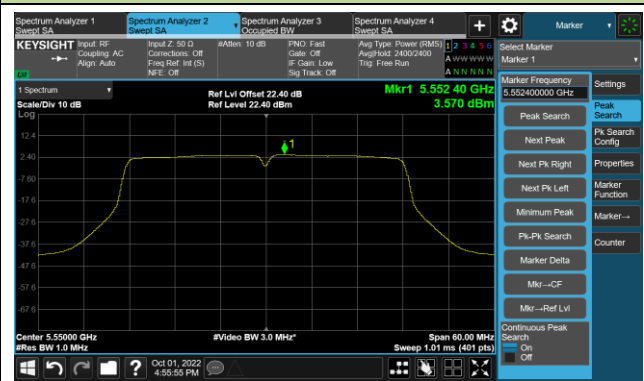 Spectrum Analyzer 1
Swept SA
Spectrum Analyzer 2
Swept SA
Spectrum Analyzer 3
Occupied BW
Spectrum Analyzer 4
Swept SA
+
Marker
KEYSIGHT
Input: RF
Coupling: AC
Align: Auto
Input Z: 50 Ω
Corrections: Off
Freq Ref: Int (S)
NFE: Off
#Atten: 10 dB
PNO: Fast
Gate: Off
IF Gain: Low
Sig Track: Off
Avg Type: Power (RMS)
Avg|Hold: 2400/2400
Trig: Free Run
1 2 3 4 5 6
A W W W W W
A N N N N N
Select Marker
Marker 1
1 Spectrum
Scale/Div 10 dB
Log
Ref Lvl Offset 22.40 dB
Ref Level 22.40 dBm
Mkr1 5.552 40 GHz
3.570 dBm
Marker Frequency
5.552400000 GHz
Settings
Peak Search
Peak
Search
Next Peak
Pk Search
Config
Next Pk Right
Properties
Next Pk Left
Marker
Function
Minimum Peak
Marker→
Pk-Pk Search
Counter
Marker Delta
Mkr→CF
Mkr→Ref Lvl
Continuous Peak
Search
On
Off
12.4
2.40
-7.60
-17.6
-27.6
-37.6
-47.6
-57.6
-67.6
1
Center 5.55000 GHz
#Res BW 1.0 MHz
#Video BW 3.0 MHz*
Span 60.00 MHz
Sweep 1.01 ms (401 pts)
?
Oct 01, 2022
4:55:55 PM